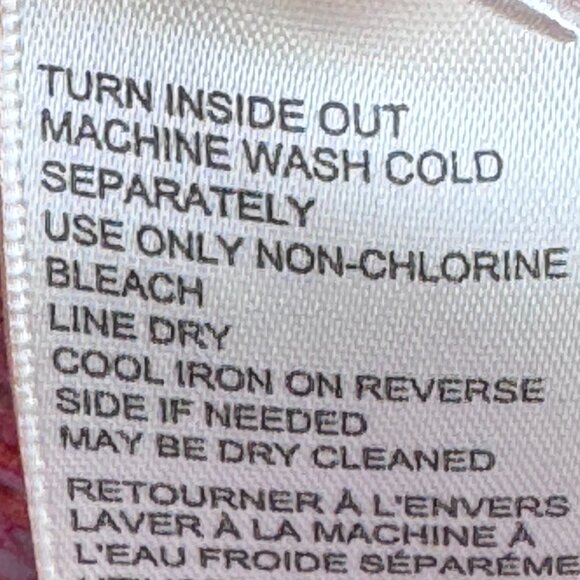 TURN INSIDE OUT
MACHINE WASH COLD
SEPARATELY
USE ONLY NON-CHLORINE
BLEACH
LINE DRY
COOL IRON ON REVERSE
SIDE IF NEEDED
MAY BE DRY CLEANED
RETOURNER À L'ENVERS
LAVER À LA MACHINE À
L'EAU FROIDE SÉPARÉME